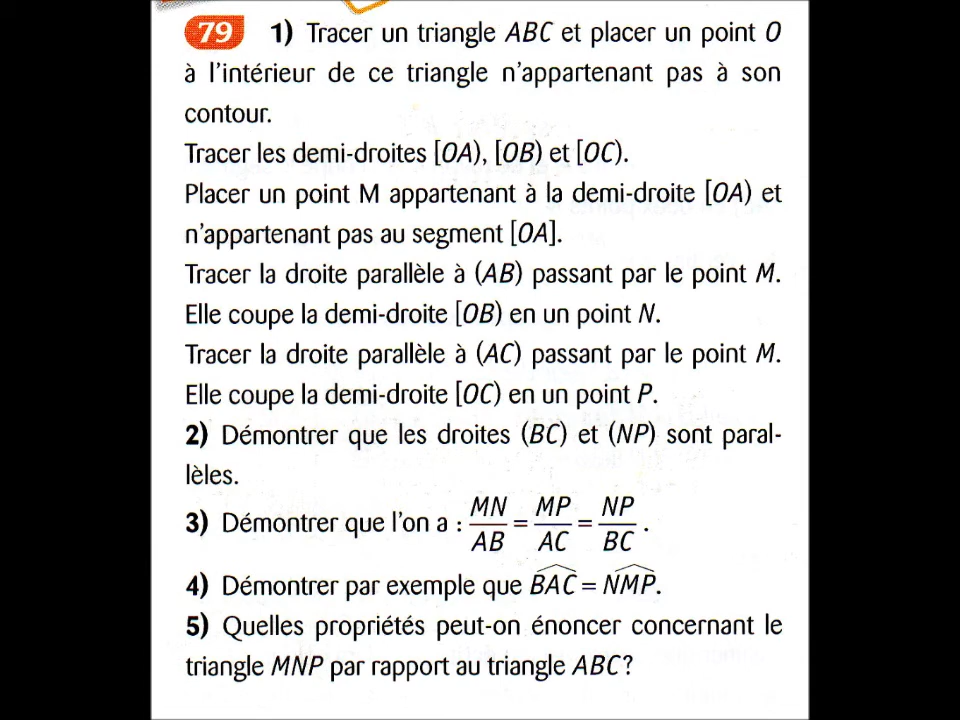 79 1) Tracer un triangle ABC et placer un point O
à l'intérieur de ce triangle n'appartenant pas à son
contour.
Tracer les demi-droites [OA), [OB) et [OC).
Placer un point M appartenant à la demi-droite [OA) et
n'appartenant pas au segment [OA].
Tracer la droite parallèle à (AB) passant par le point M.
Elle coupe la demi-droite [OB) en un point N.
Tracer la droite parallèle à (AC) passant par le point M.
Elle coupe la demi-droite [OC) en un point P.
2) Démontrer que les droites (BC) et (NP) sont paral-
lèles.
3) Démontrer que l'on a : MN/AB = MP/AC = NP/BC .
4) Démontrer par exemple que \widehat{BAC} = \widehat{NMP}.
5) Quelles propriétés peut-on énoncer concernant le
triangle MNP par rapport au triangle ABC?